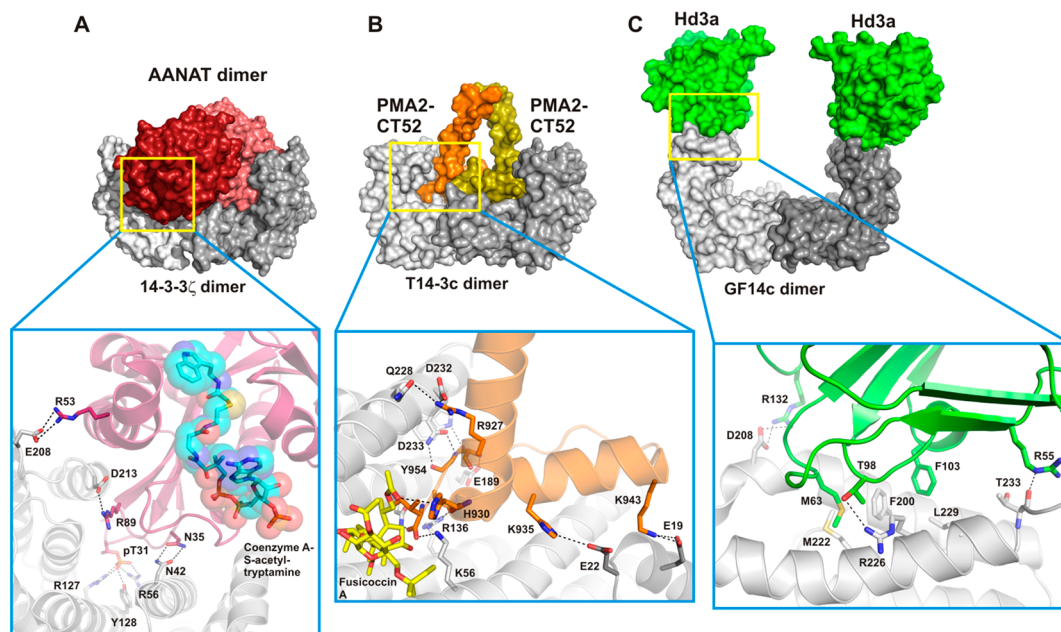 A
B
C
AANAT dimer
PMA2-
CT52
PMA2-
CT52
Hd3a
Hd3a
14-3-3ζ dimer
T14-3c dimer
GF14c dimer
R53
E208
D213
R89
pT31
N35
N42
R127
R56
Y128
Coenzyme A-
S-acetyl-
tryptamine
Q228
D232
R927
D233
Y954
E189
H930
R136
K935
K943
E19
E22
K56
Fusicoccin
A
R132
D208
T98
F103
R55
T233
M63
F200
L229
M222
R226